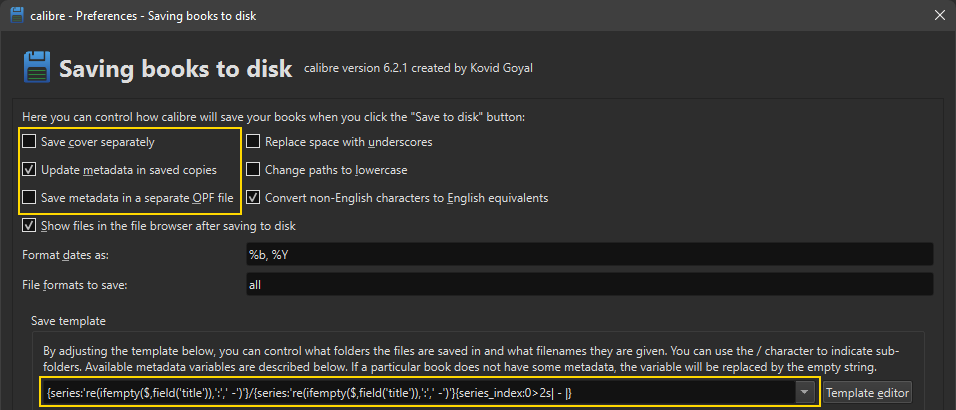 calibre - Preferences - Saving books to disk
Saving books to disk calibre version 6.2.1 created by Kovid Goyal
Here you can control how calibre will save your books when you click the "Save to disk" button:
Save cover separately Replace space with underscores
Update metadata in saved copies Change paths to lowercase
Save metadata in a separate OPF file Convert non-English characters to English equivalents
Show files in the file browser after saving to disk
Format dates as: %b, %Y
File formats to save: all
Save template
By adjusting the template below, you can control what folders the files are saved in and what filenames they are given. You can use the / character to indicate sub-
folders. Available metadata variables are described below. If a particular book does not have some metadata, the variable will be replaced by the empty string.
{series:'re(ifempty($,field('title')),':',' -')'}/{series:'re(ifempty($,field('title')),':',' -')'}{series_index:0>2s| - |} Template editor